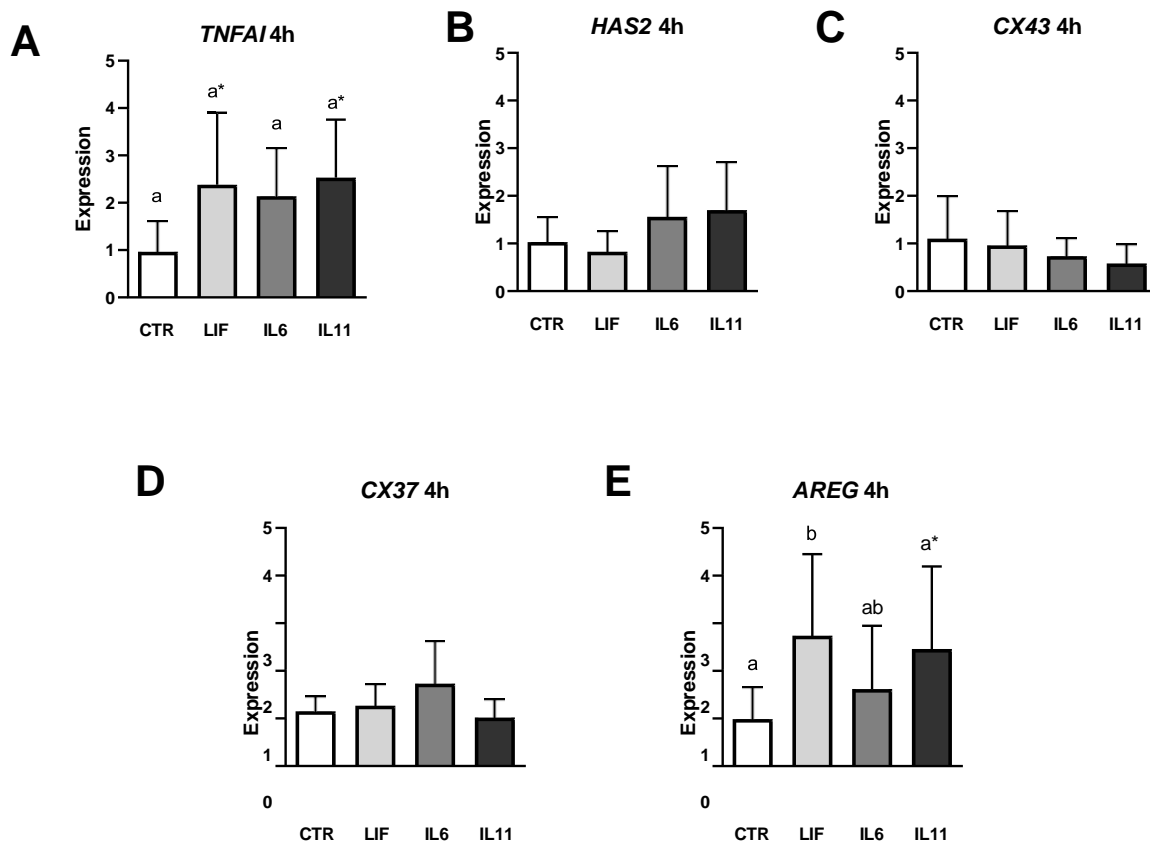 A
TNFAI 4h
Expression
5
4
3
2
1
0
a
a*
a
a*
CTR LIF IL6 IL11
B
HAS2 4h
Expression
5
4
3
2
1
0
CTR LIF IL6 IL11
C
CX43 4h
Expression
5
4
3
2
1
0
CTR LIF IL6 IL11
D
CX37 4h
Expression
5
4
3
2
1
0
CTR LIF IL6 IL11
E
AREG 4h
Expression
5
4
3
2
1
0
a
b
ab
a*
CTR LIF IL6 IL11